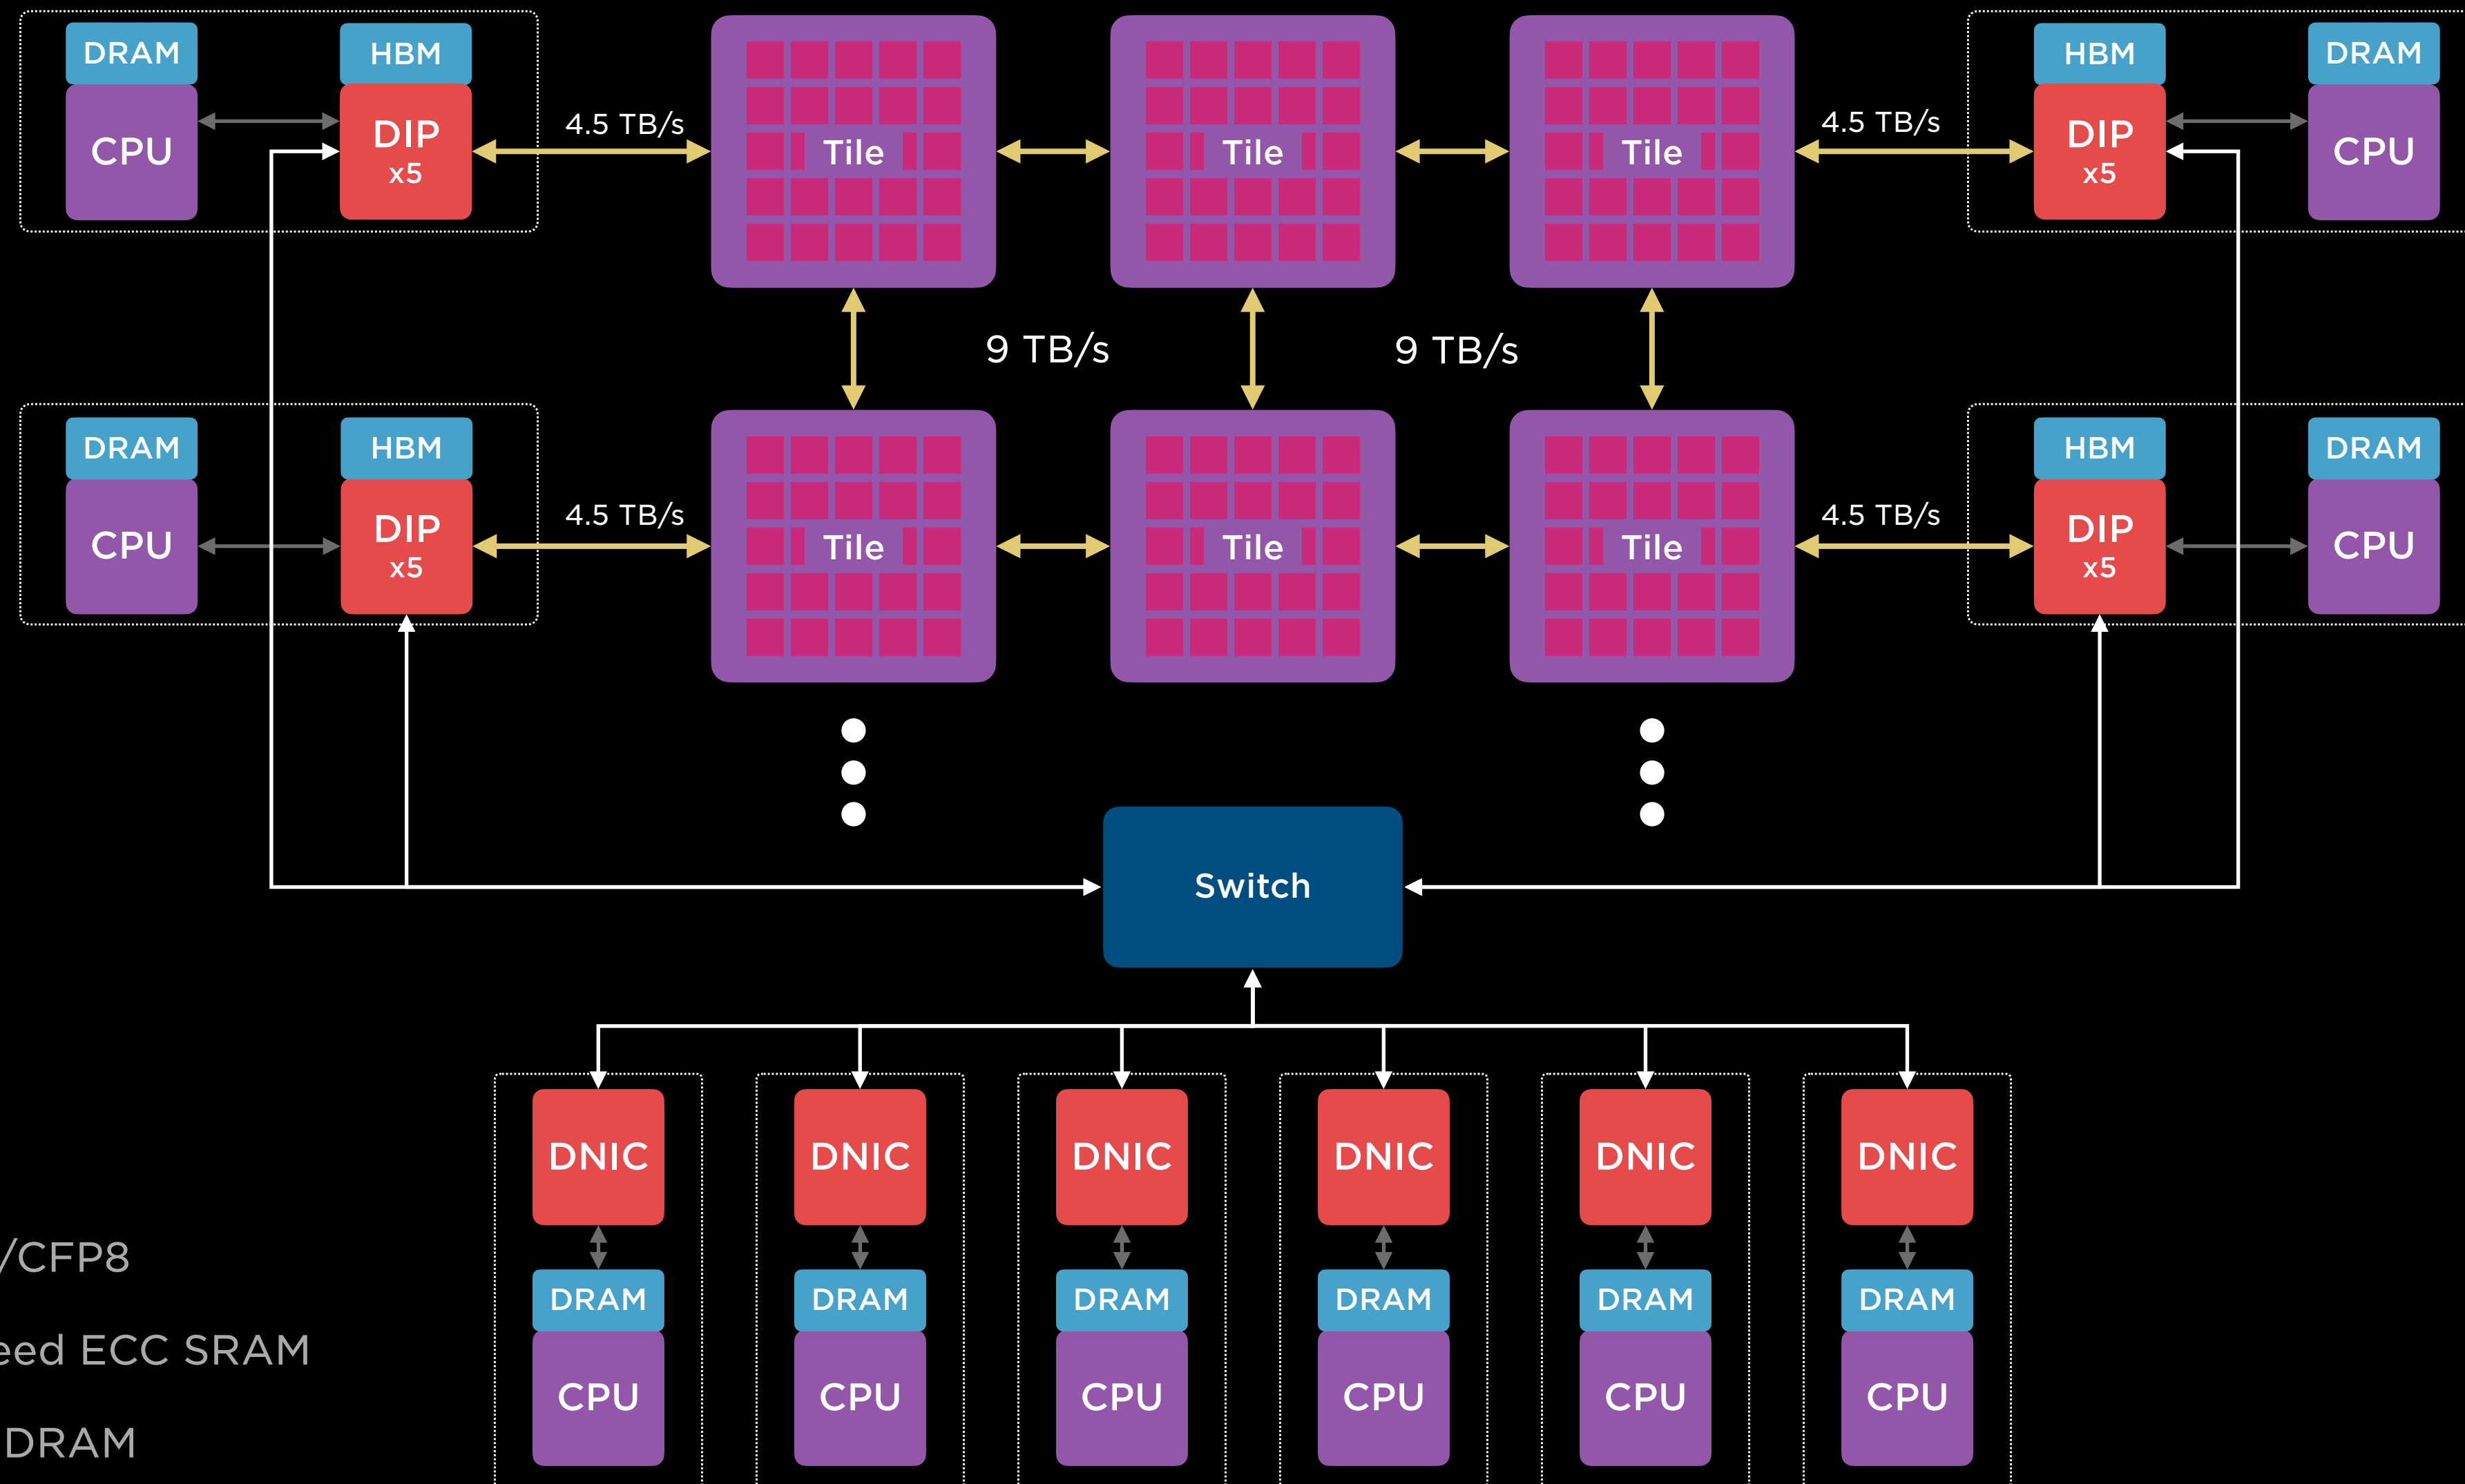 DRAM
HBM
HBM
DRAM
CPU
DIP
x5
4.5 TB/s
Tile
Tile
Tile
4.5 TB/s
DIP
x5
CPU
9 TB/s
9 TB/s
DRAM
HBM
HBM
DRAM
CPU
DIP
x5
4.5 TB/s
Tile
Tile
Tile
4.5 TB/s
DIP
x5
CPU
Switch
DNIC
DNIC
DNIC
DNIC
DNIC
DNIC
/CFP8
DRAM
DRAM
DRAM
DRAM
DRAM
DRAM
eed ECC SRAM
CPU
CPU
CPU
CPU
CPU
CPU
DRAM